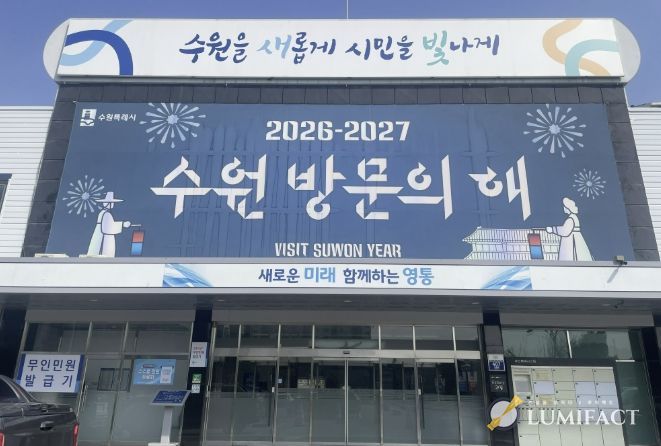 수원을 새롭게 시민을 빛나게
수원특례시
2026-2027
수원 방문의 해
VISIT SUWON YEAR
새로운 미래 함께하는 영통
무인민원
발급기
LUMIFACT